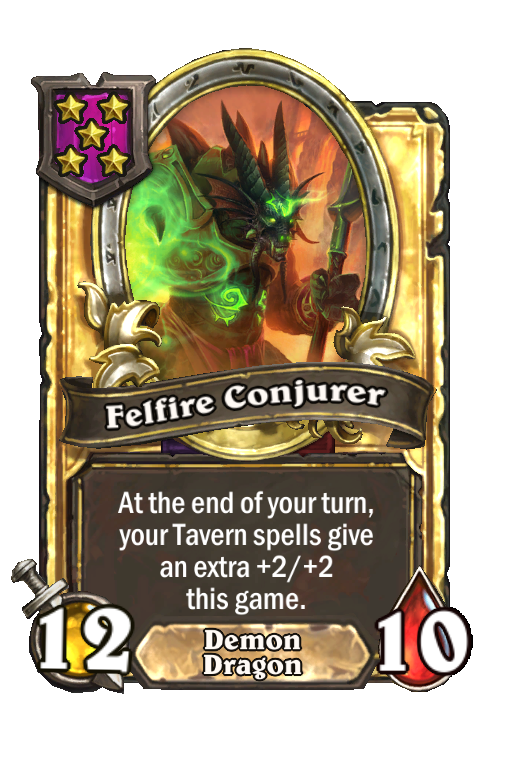 Felfire Conjurer
At the end of your turn,
your Tavern spells give
an extra +2/+2
this game.
12
Demon
Dragon
10